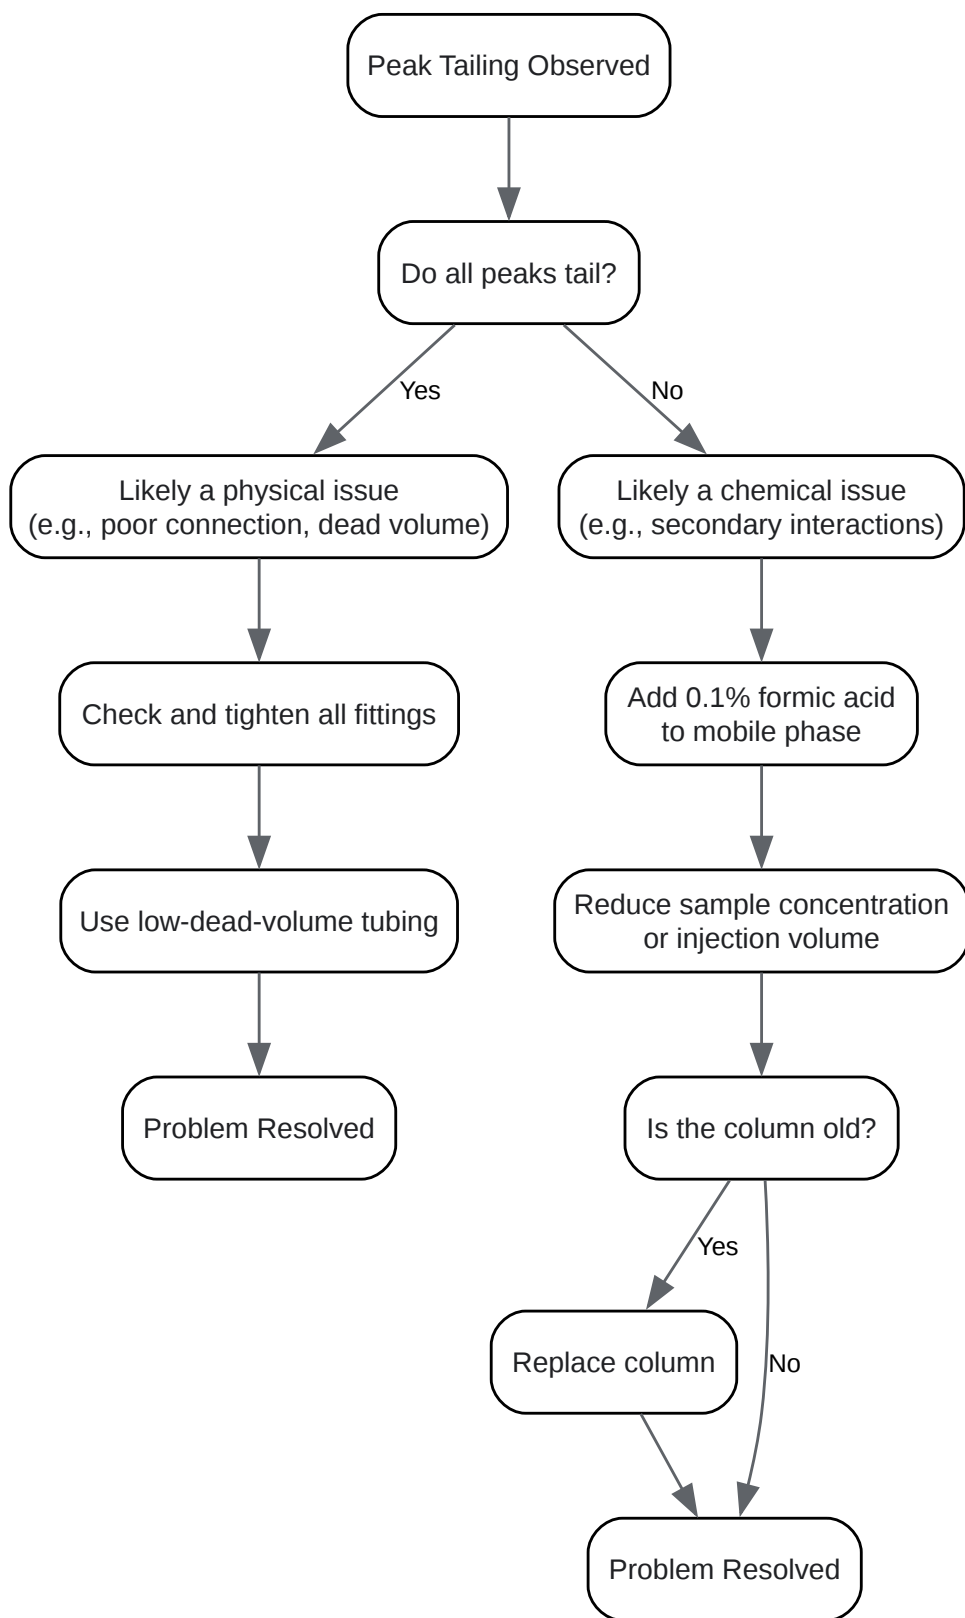 Peak Tailing Observed
Do all peaks tail?
Yes
No
Likely a physical issue
(e.g., poor connection, dead volume)
Likely a chemical issue
(e.g., secondary interactions)
Check and tighten all fittings
Add 0.1% formic acid
to mobile phase
Use low-dead-volume tubing
Reduce sample concentration
or injection volume
Problem Resolved
Is the column old?
Yes
Replace column
No
Problem Resolved